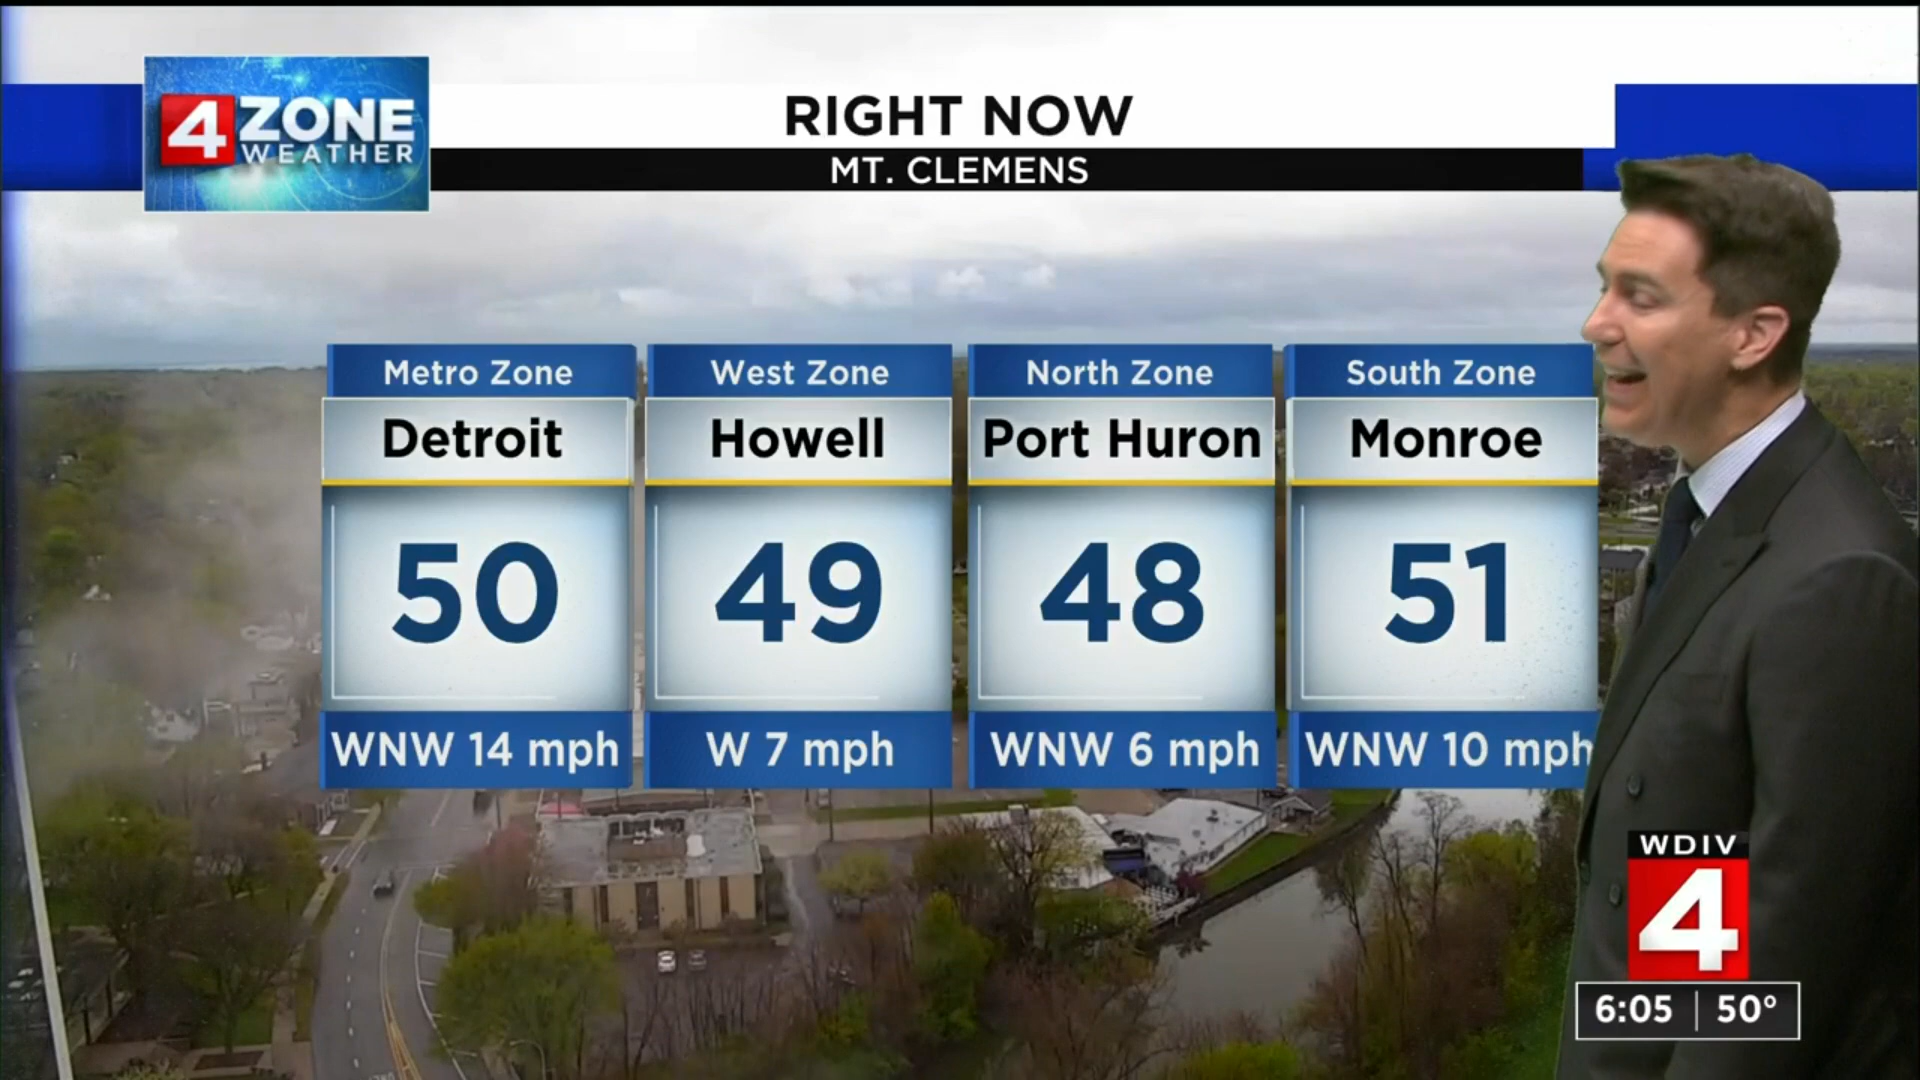 4 ZONE
WEATHER
RIGHT NOW
MT. CLEMENS
Metro Zone
Detroit
50
WNW 14 mph
West Zone
Howell
49
W 7 mph
North Zone
Port Huron
48
WNW 6 mph
South Zone
Monroe
51
WNW 10 mph
WDIV
4
6:05 50°